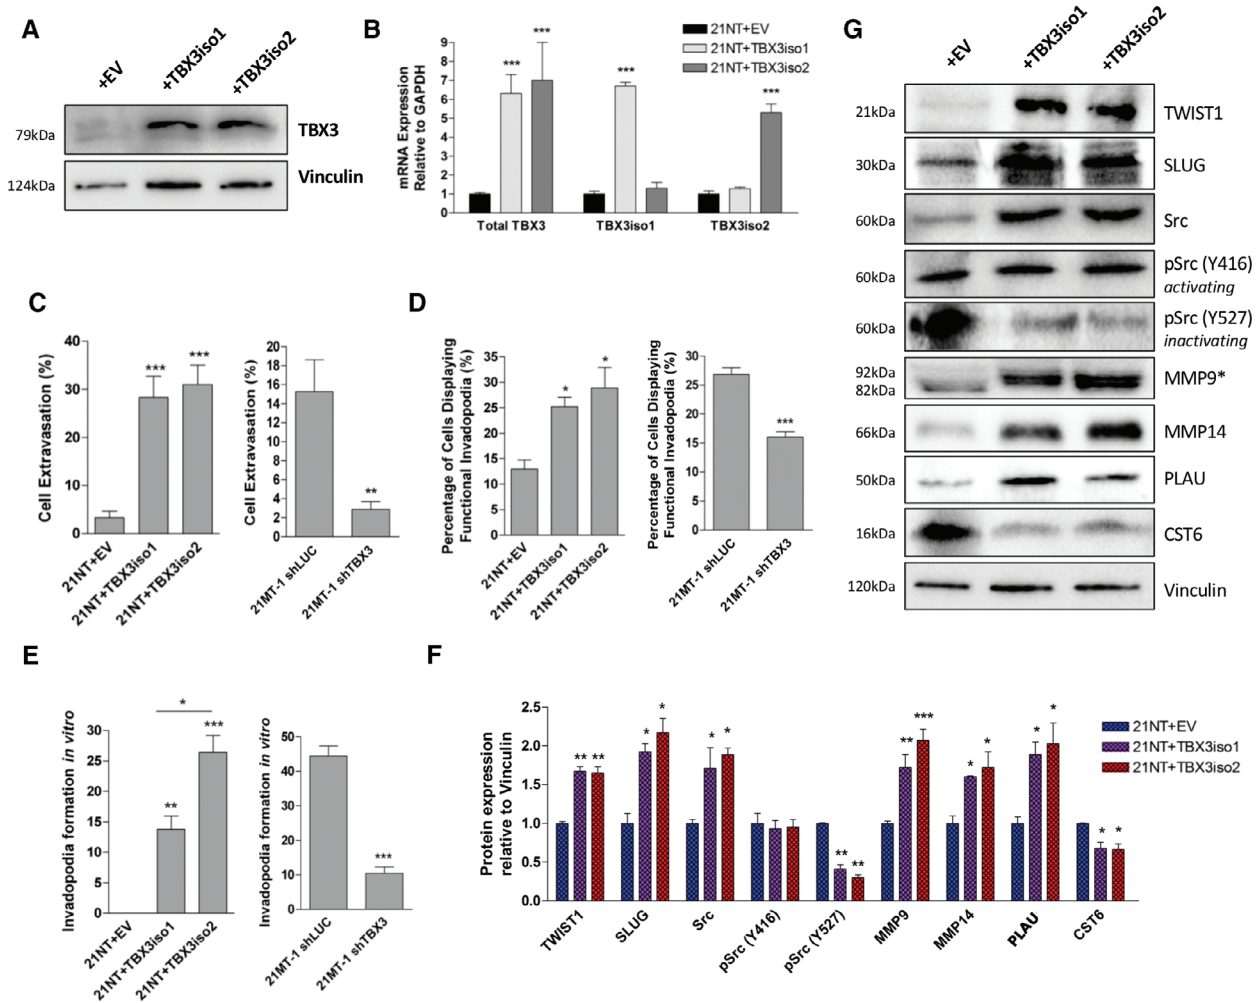 A
+EV
+TBX3iso1
+TBX3iso2
79kDa
TBX3
124kDa
Vinculin
B
21NT+EV
21NT+TBX3iso1
21NT+TBX3iso2
mRNA Expression
Relative to GAPDH
9
8
7
6
5
4
3
2
1
0
***
***
***
***
Total TBX3
TBX3iso1
TBX3iso2
C
Cell Extravasation (%)
40
30
20
10
0
***
***
21NT+EV
21NT+TBX3iso1
21NT+TBX3iso2
Cell Extravasation (%)
20
18
16
14
12
10
8
6
4
2
0
**
21MT-1 shLUC
21MT-1 shTBX3
D
Percentage of Cells Displaying
Functional Invadopodia (%)
35
30
25
20
15
10
5
0
*
*
21NT+EV
21NT+TBX3iso1
21NT+TBX3iso2
Percentage of Cells Displaying
Functional Invadopodia (%)
30
25
20
15
10
5
0
***
21MT-1 shLUC
21MT-1 shTBX3
E
Invadopodia formation in vitro
30
25
20
15
10
5
0
*
**
***
21NT+EV
21NT+TBX3iso1
21NT+TBX3iso2
Invadopodia formation in vitro
50
40
30
20
10
0
***
21MT-1 shLUC
21MT-1 shTBX3
F
Protein expression
relative to Vinculin
2.5
2.0
1.5
1.0
0.5
0.0
** **
* *
* *
** **
** ***
* *
* *
* *
TWIST1
SLUG
Src
pSrc (Y416)
pSrc (Y527)
MMP9
MMP14
PLAU
CST6
21NT+EV
21NT+TBX3iso1
21NT+TBX3iso2
G
+EV
+TBX3iso1
+TBX3iso2
21kDa
TWIST1
30kDa
SLUG
60kDa
Src
60kDa
pSrc (Y416)
activating
60kDa
pSrc (Y527)
inactivating
92kDa
82kDa
MMP9*
66kDa
MMP14
50kDa
PLAU
16kDa
CST6
120kDa
Vinculin